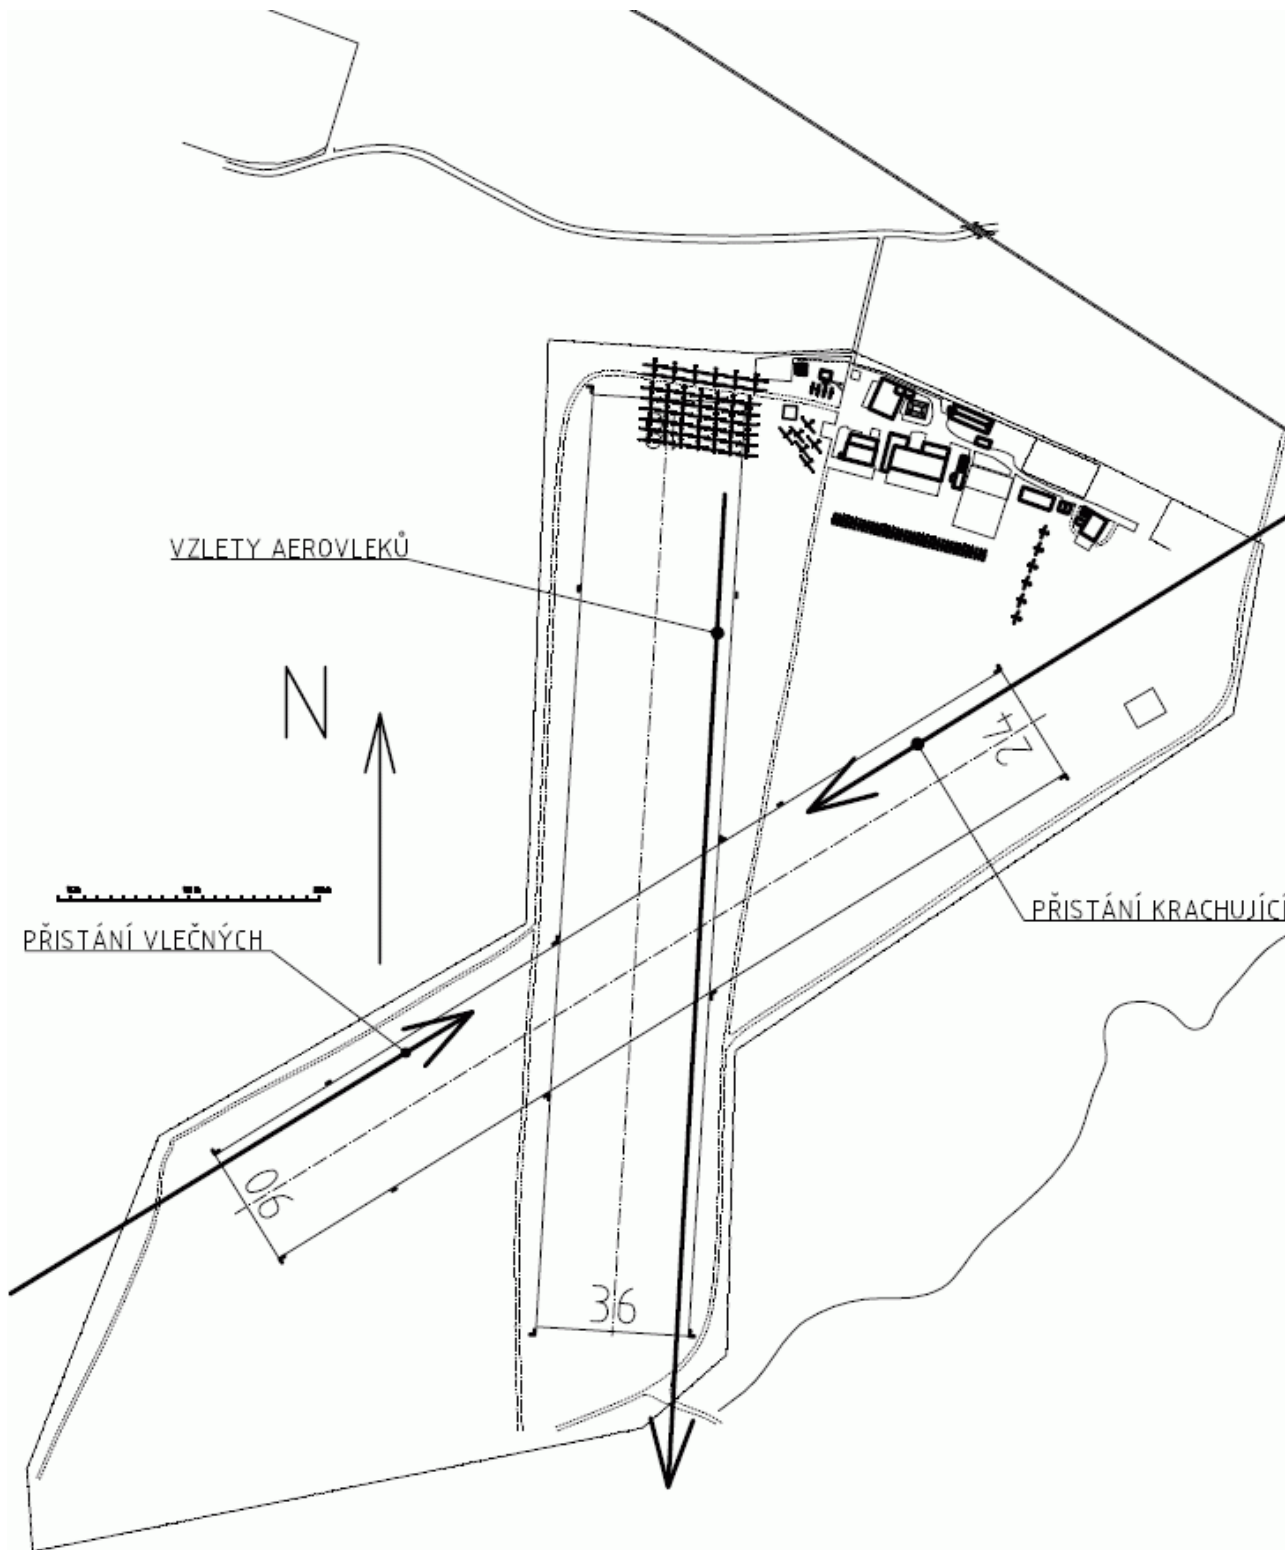 VZLETY AEROVLEKŮ
N
24
PŘISTÁNÍ KRACHUJÍCÍ
PŘISTÁNÍ VLEČNÝCH
06
36